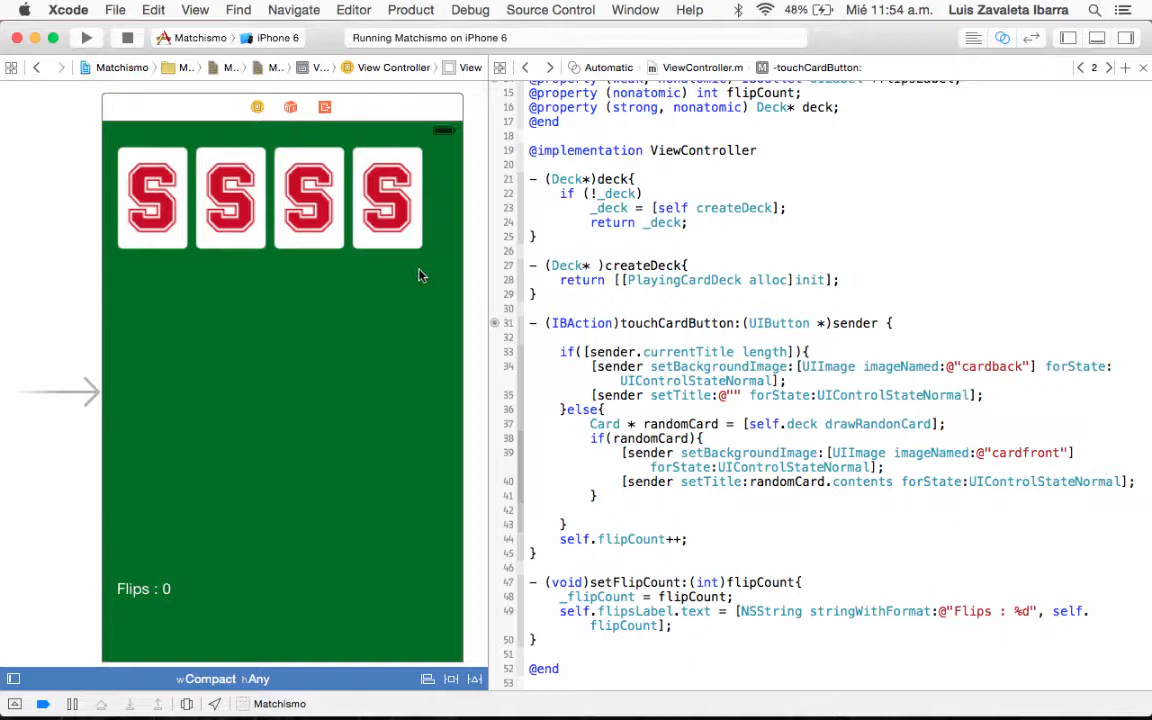 Xcode File Edit View Find Navigate Editor Product Debug Source Control Window Help 48% Mié 11:54 a.m. Luis Zavaleta Ibarra
Matchismo iPhone 6 Running Matchismo on iPhone 6
Matchismo M... M... M... V... View Controller View Automatic ViewController.m M -touchCardButton: 2
15 @property (nonatomic) int flipCount;
16 @property (strong, nonatomic) Deck* deck;
17 @end
18
19 @implementation ViewController
20
21 - (Deck*)deck{
22 if (!_deck)
23 _deck = [self createDeck];
24 return _deck;
25 }
26
27 - (Deck* )createDeck{
28 return [[PlayingCardDeck alloc]init];
29 }
30
31 - (IBAction)touchCardButton:(UIButton *)sender {
32
33 if([sender.currentTitle length]){
34 [sender setBackgroundImage:[UIImage imageNamed:@"cardback"] forState:
UIControlStateNormal];
35 [sender setTitle:@"" forState:UIControlStateNormal];
36 }else{
37 Card * randomCard = [self.deck drawRandonCard];
38 if(randomCard){
39 [sender setBackgroundImage:[UIImage imageNamed:@"cardfront"]
forState:UIControlStateNormal];
40 [sender setTitle:randomCard.contents forState:UIControlStateNormal];
41 }
42
43 }
44 self.flipCount++;
45 }
46
47 - (void)setFlipCount:(int)flipCount{
48 _flipCount = flipCount;
49 self.flipsLabel.text = [NSString stringWithFormat:@"Flips : %d", self.
flipCount];
50 }
51
52 @end
53
S S S S
Flips : 0
wCompact hAny
Matchismo